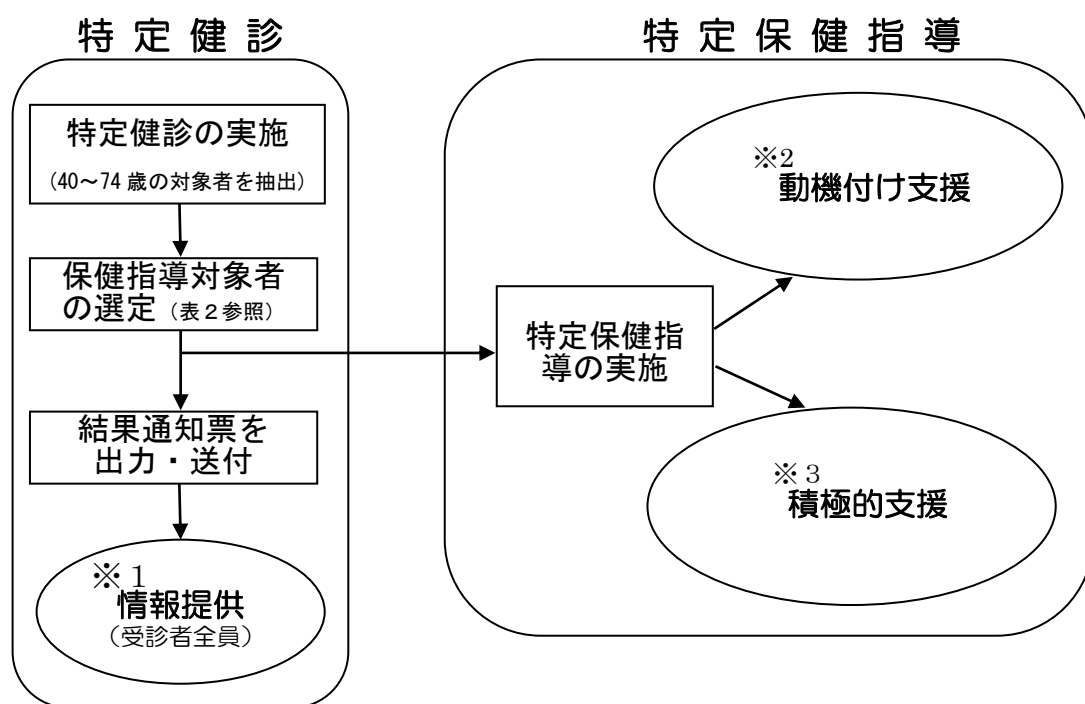 特定健診
特定健診の実施
(40～74歳の対象者を抽出)
保健指導対象者
の選定(表2参照)
結果通知票を
出力・送付
※1
情報提供
(受診者全員)
特定保健指導
特定保健指
導の実施
※2
動機付け支援
※3
積極的支援